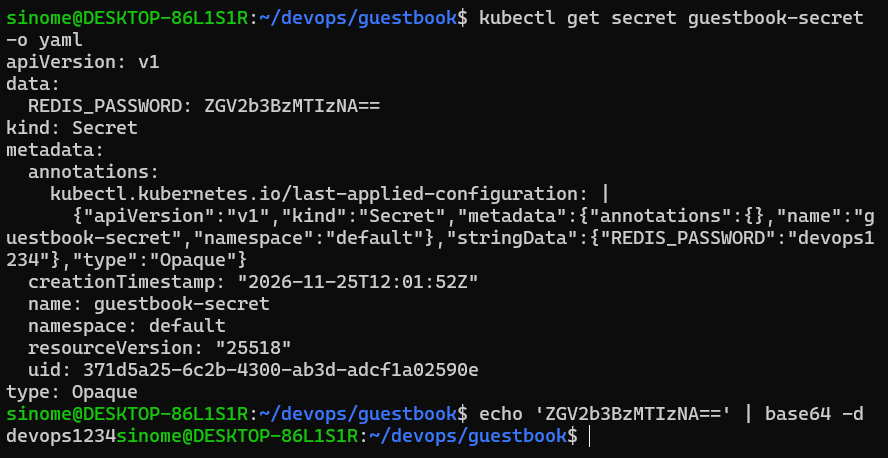 sinome@DESKTOP-86L1S1R:~/devops/guestbook$ kubectl get secret guestbook-secret
-o yaml
apiVersion: v1
data:
  REDIS_PASSWORD: ZGV2b3BzMTIzNA==
kind: Secret
metadata:
  annotations:
    kubectl.kubernetes.io/last-applied-configuration: |
      {"apiVersion":"v1","kind":"Secret","metadata":{"annotations":{},"name":"g
uestbook-secret","namespace":"default"},"stringData":{"REDIS_PASSWORD":"devops1
234"},"type":"Opaque"}
  creationTimestamp: "2026-11-25T12:01:52Z"
  name: guestbook-secret
  namespace: default
  resourceVersion: "25518"
  uid: 371d5a25-6c2b-4300-ab3d-adcf1a02590e
type: Opaque
sinome@DESKTOP-86L1S1R:~/devops/guestbook$ echo 'ZGV2b3BzMTIzNA==' | base64 -d
devops1234sinome@DESKTOP-86L1S1R:~/devops/guestbook$